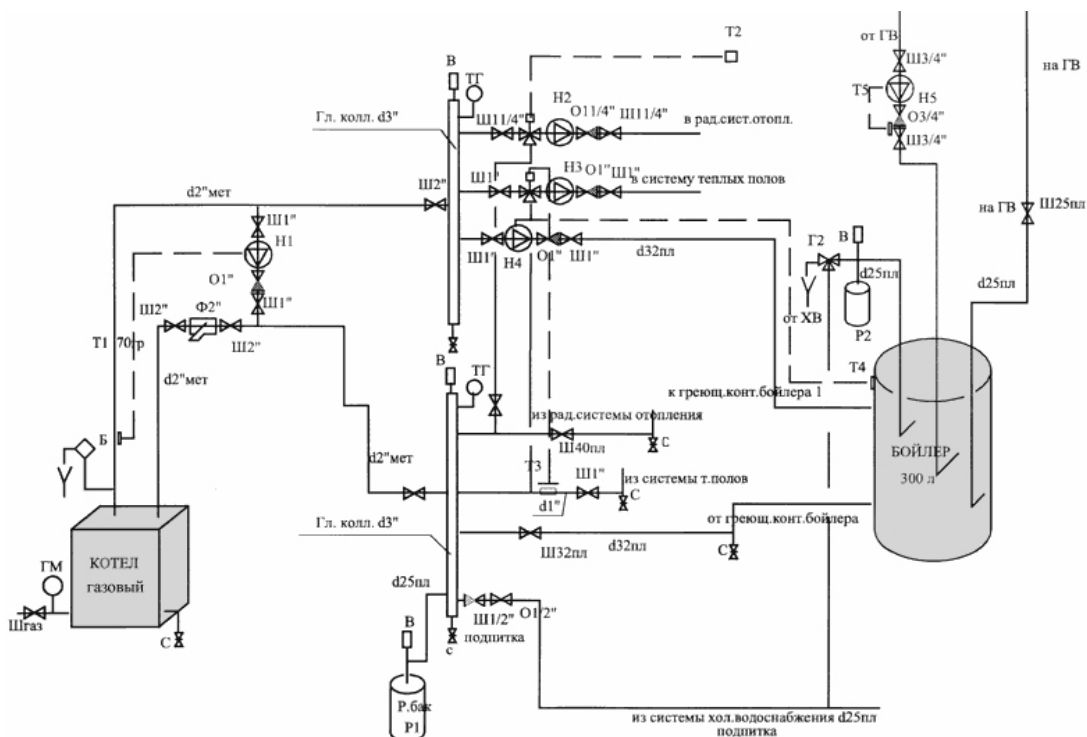 от ГВ
Т2
на ГВ
В
ТГ
Ш3/4"
Т5
Н5
О3/4"
Ш3/4"
Гл. колл. d3"
Ш11/4"
Н2
О11/4"
Ш11/4"
в рад.сист.отопл.
Ш1"
Н3
О1"
Ш1"
в систему теплых полов
Ш2"
d2"мет
Ш1"
Н1
О1"
Ш1"
Ш1"
Н4
О1"
Ш1"
d32пл
на ГВ
Ш25пл
Г2
В
d25пл
d25пл
от ХВ
Р2
Ш2"
Ф2"
Ш2"
Т1
70гр
d2"мет
В
ТГ
Т4
к греющ.конт.бойлера 1
Б
из рад.системы отопления
С
Ш40пл
d2"мет
Т3
Ш1"
из системы т.полов
С
d1"
БОЙЛЕР
300 л
от греющ.конт.бойлера
Гл. колл. d3"
Ш32пл
d32пл
С
ГМ
КОТЕЛ
газовый
Шгаз
С
d25пл
В
Ш1/2"
О1/2"
с
подпитка
Р.бак
Р1
из системы хол.водоснабжения d25пл
подпитка